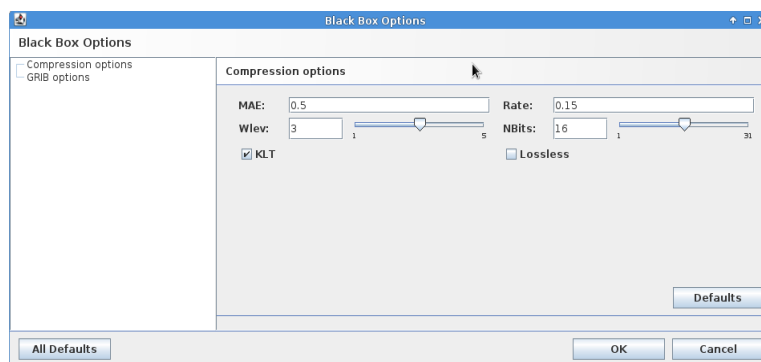 Black Box Options
Black Box Options
Compression options
GRIB options
Compression options
MAE: 0.5 Rate: 0.15
Wlev: 3 1 5 NBits: 16 1 31
KLT Lossless
Defaults
All Defaults OK Cancel